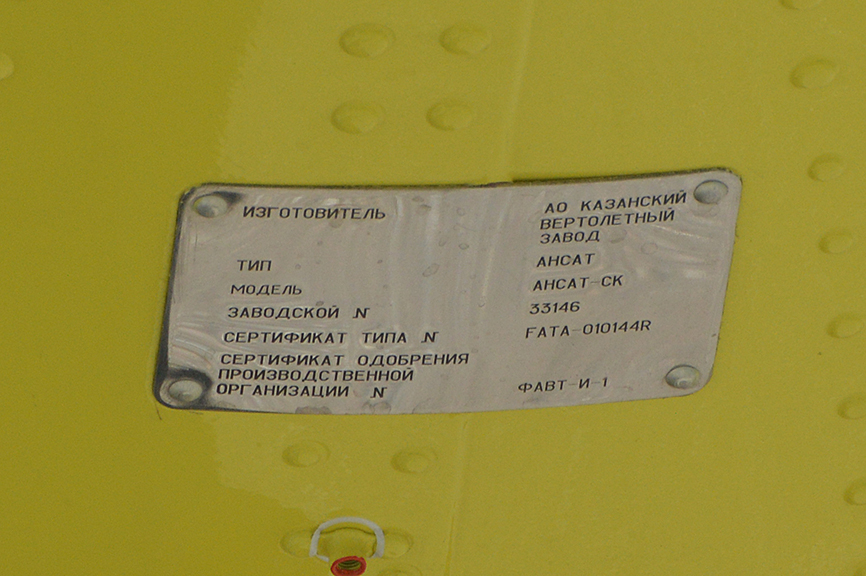 ИЗГОТОВИТЕЛЬ АО КАЗАНСКИЙ
ВЕРТОЛЕТНЫЙ
ЗАВОД
ТИП АНСАТ
МОДЕЛЬ АНСАТ-СК
ЗАВОДСКОЙ N 33146
СЕРТИФИКАТ ТИПА N FATA-010144R
СЕРТИФИКАТ ОДОБРЕНИЯ
ПРОИЗВОДСТВЕННОЙ
ОРГАНИЗАЦИИ N ФАВТ-И-1